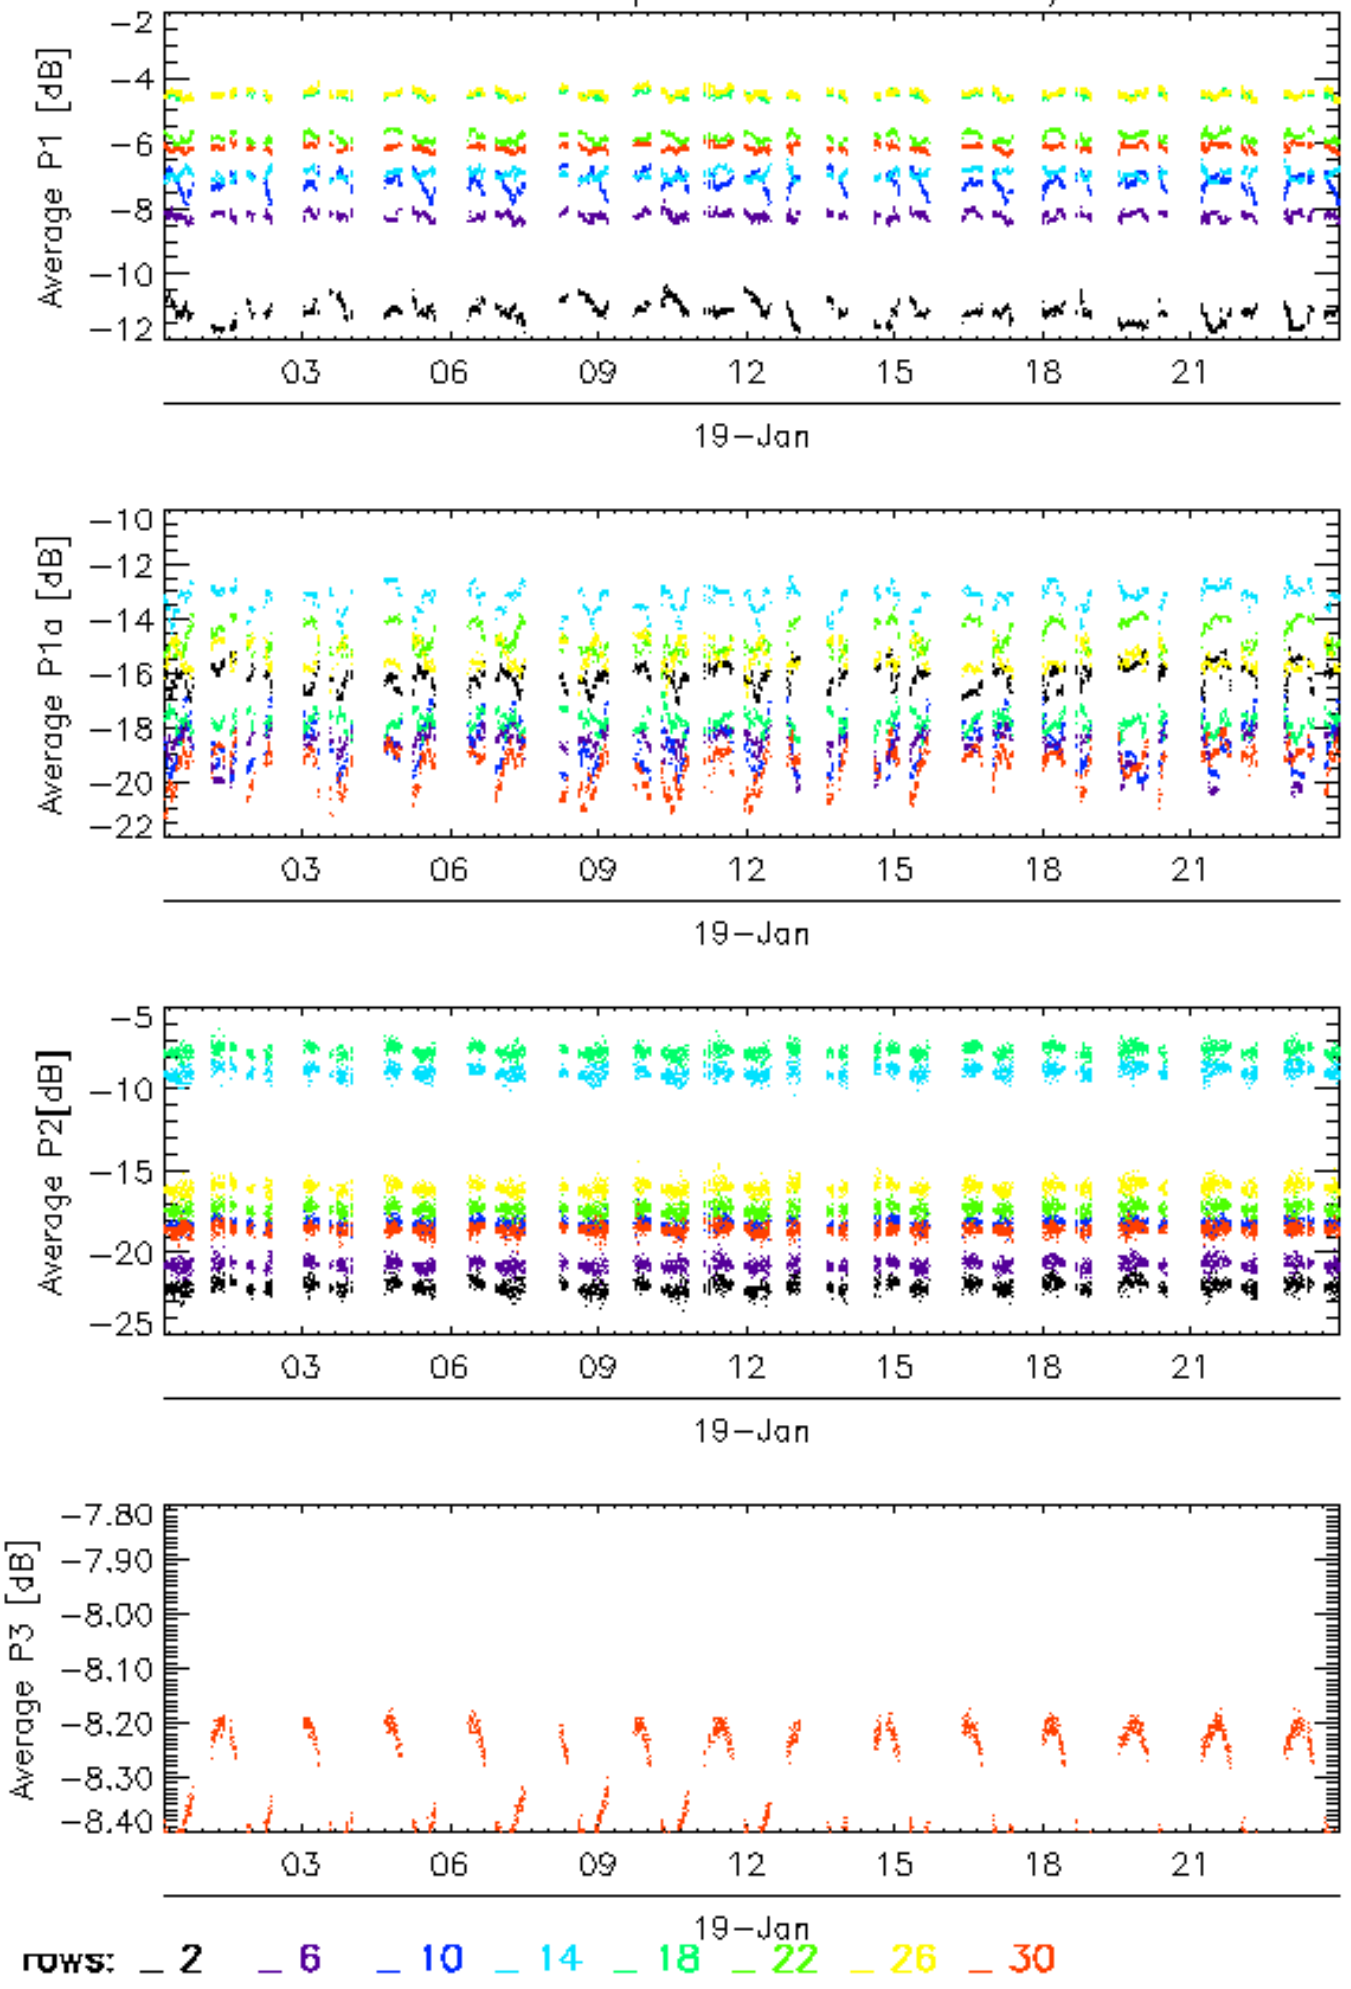 Average P1 [dB]
-2
-4
-6
-8
-10
-12
03 06 09 12 15 18 21
19-Jan
Average P1a [dB]
-10
-12
-14
-16
-18
-20
-22
03 06 09 12 15 18 21
19-Jan
Average P2[dB]
-5
-10
-15
-20
-25
03 06 09 12 15 18 21
19-Jan
Average P3 [dB]
-7.80
-7.90
-8.00
-8.10
-8.20
-8.30
-8.40
03 06 09 12 15 18 21
19-Jan
rows: _ 2 _ 6 _ 10 _ 14 _ 18 _ 22 _ 26 _ 30